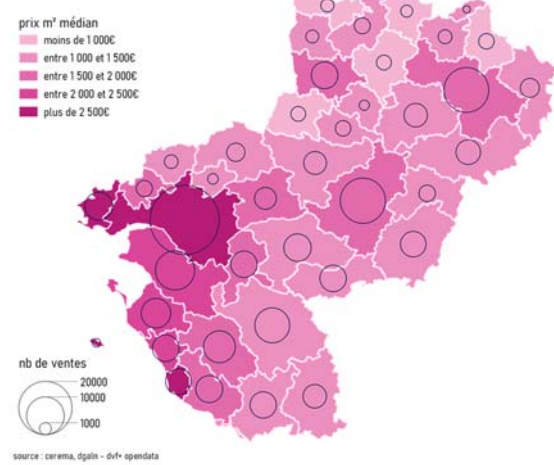 prix m² médian
moins de 1 000€
entre 1 000 et 1 500€
entre 1 500 et 2 000€
entre 2 000 et 2 500€
plus de 2 500€
nb de ventes
20000
10000
1000
source : cerema, dgaln - dvf+ opendata